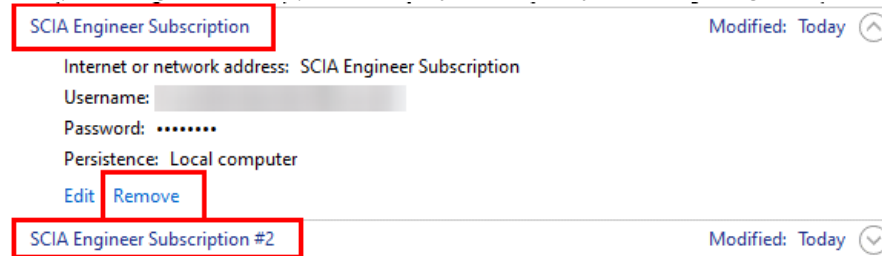 SCIA Engineer Subscription Modified: Today
Internet or network address: SCIA Engineer Subscription
Username:
Password: ••••••••
Persistence: Local computer
Edit Remove
SCIA Engineer Subscription #2 Modified: Today